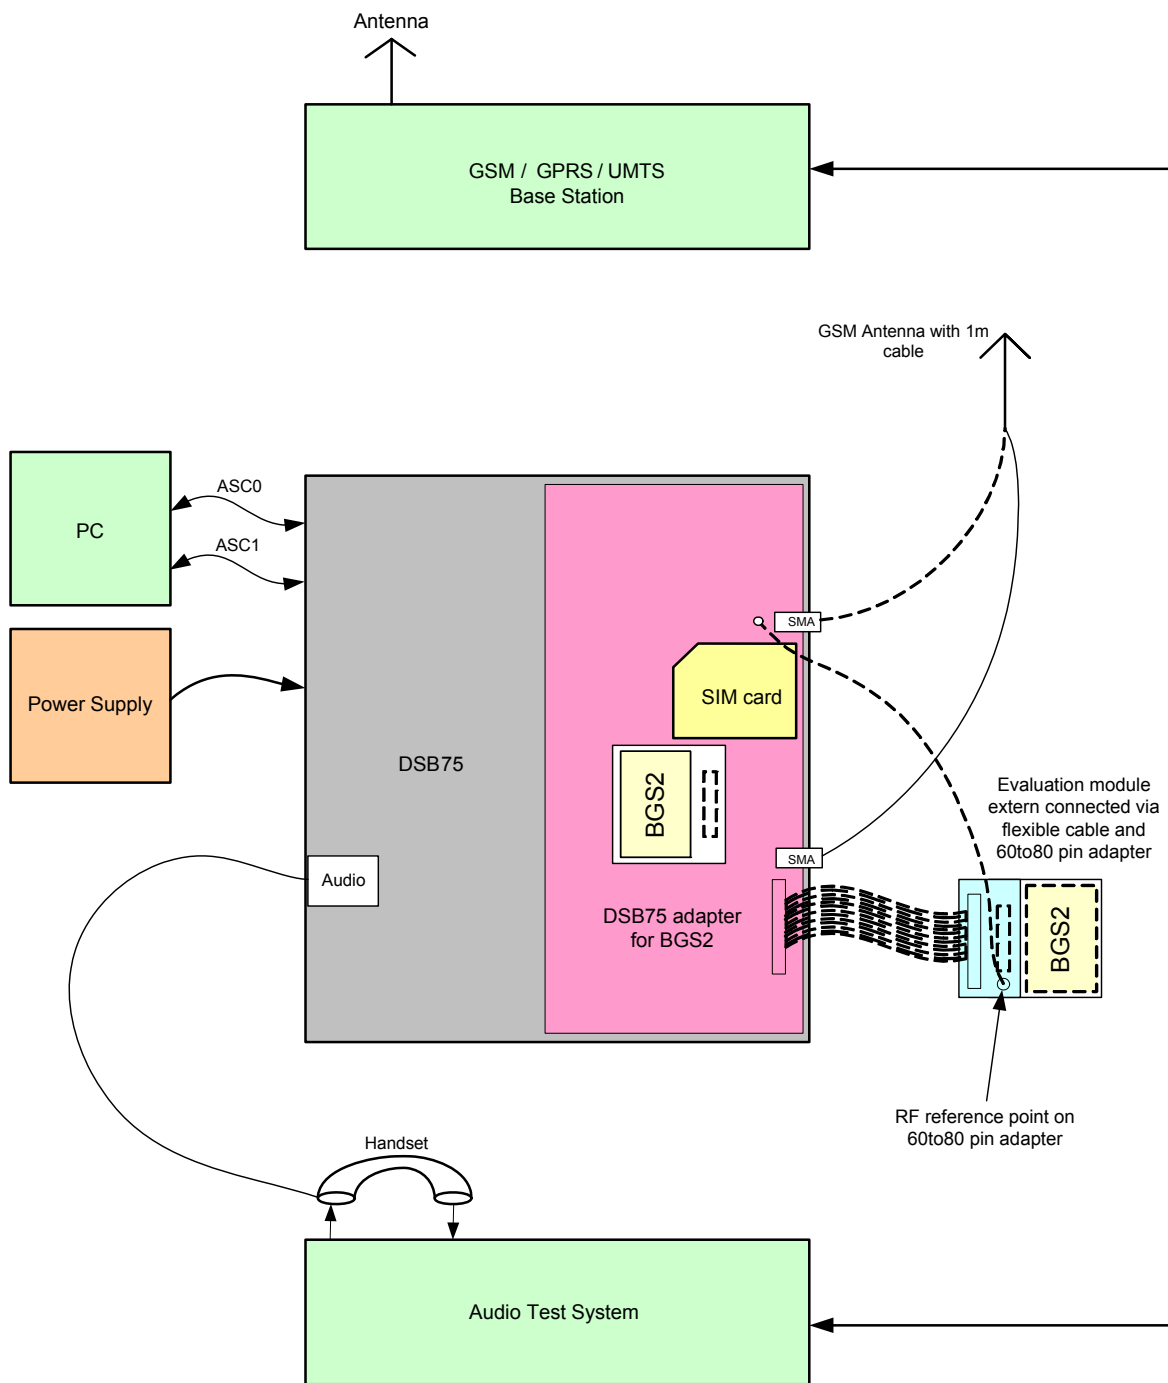 Antenna
GSM / GPRS / UMTS
Base Station
GSM Antenna with 1m
cable
ASC0
PC
ASC1
SMA
SIM card
Power Supply
DSB75
BGS2
Evaluation module
extern connected via
flexible cable and
60to80 pin adapter
SMA
Audio
DSB75 adapter
for BGS2
BGS2
RF reference point on
60to80 pin adapter
Handset
Audio Test System